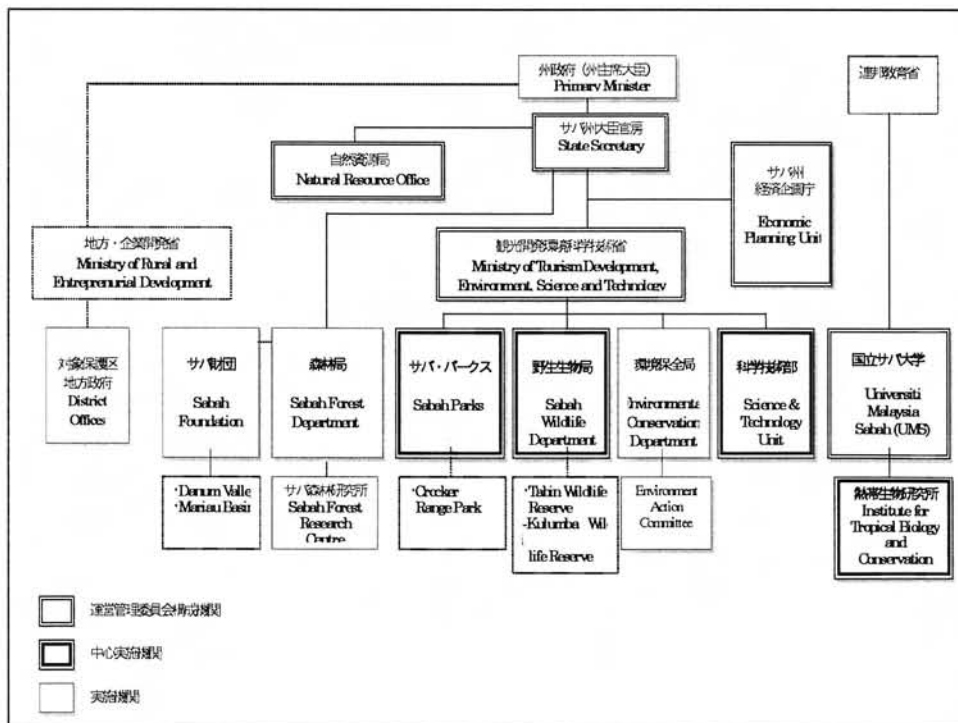 州政府（州主席大臣）
Primary Minister
連邦教育省
サバ州大臣官房
State Secretary
自然資源局
Natural Resource Office
サバ州
経済企画庁
Economic
Planning Unit
地方・企業開発省
Ministry of Rural and
Entreprenurial Development
観光開発環境科学技術省
Ministry of Tourism Development,
Environment, Science and Technology
対象保護区
地方政府
District
Offices
サバ財団
Sabah
Foundation
森林局
Sabah Forest
Department
サバ・パークス
Sabah Parks
野生生物局
Sabah
Wildlife
Department
環境保全局
Environmenta
Conservation
Department
科学技術部
Science &
Technology
Unit
国立サバ大学
Universiti
Malaysia
Sabah (UMS)
・Danum Valle
・Mariau Basi
サバ森林研究所
Sabah Forest
Research
Centre
・Crocker
Range Park
・Tabin Wildlife
Reserve
-Kulumba Wil
life Reserve
Environment
Action
Committee
熱帯生物研究所
Institute for
Tropical Biology
and
Conservation
運営管理委員会構成機関
中心実施機関
実施機関